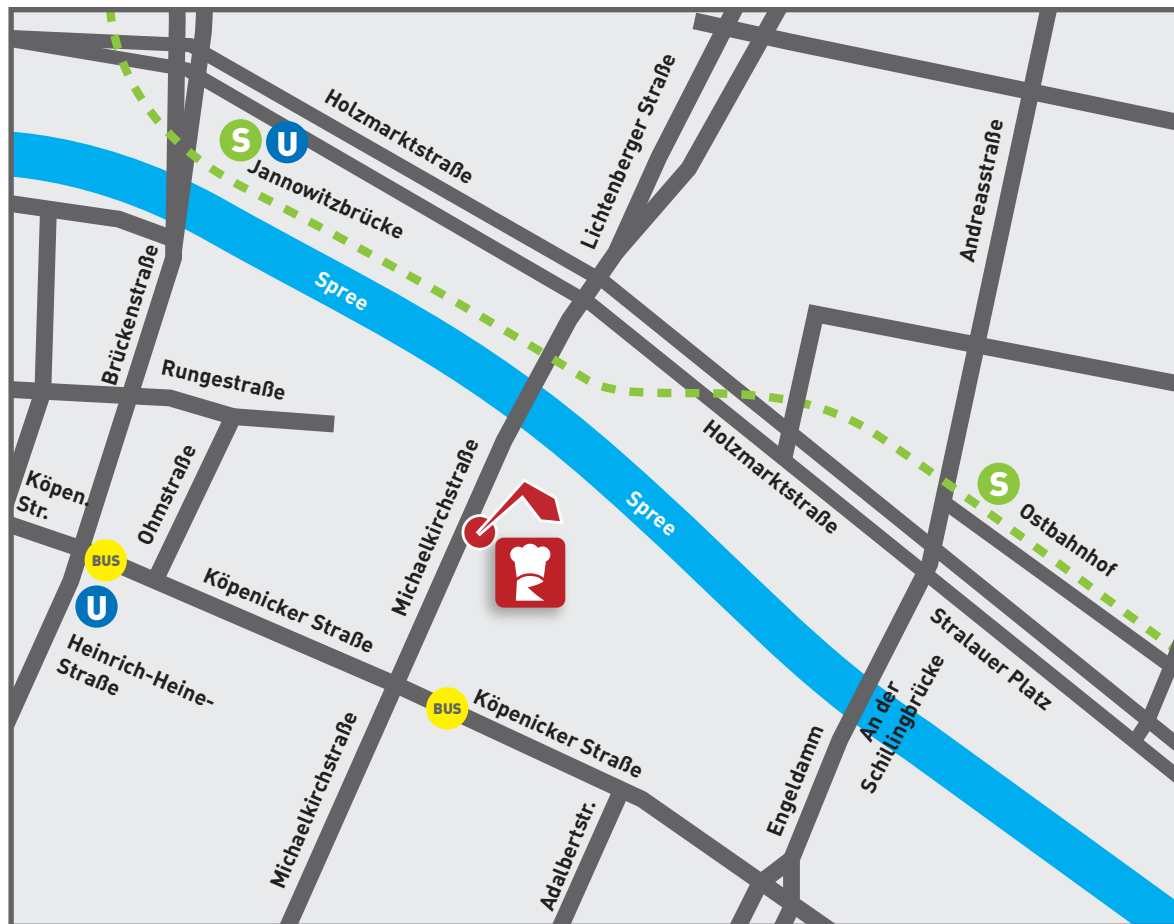 Holzmarktstraße
Lichtenberger Straße
Andreasstraße
S
U
Jannowitzbrücke
Spree
Brückenstraße
Rungestraße
Holzmarktstraße
Köpen.
Str.
Ohmstraße
Michaelkirchstraße
Spree
S
Ostbahnhof
BUS
U
Heinrich-Heine-
Straße
Köpenicker Straße
BUS
Köpenicker Straße
Stralauer Platz
An der
Schillingbrücke
Engeldamm
Michaelkirchstraße
Adalbertstr.